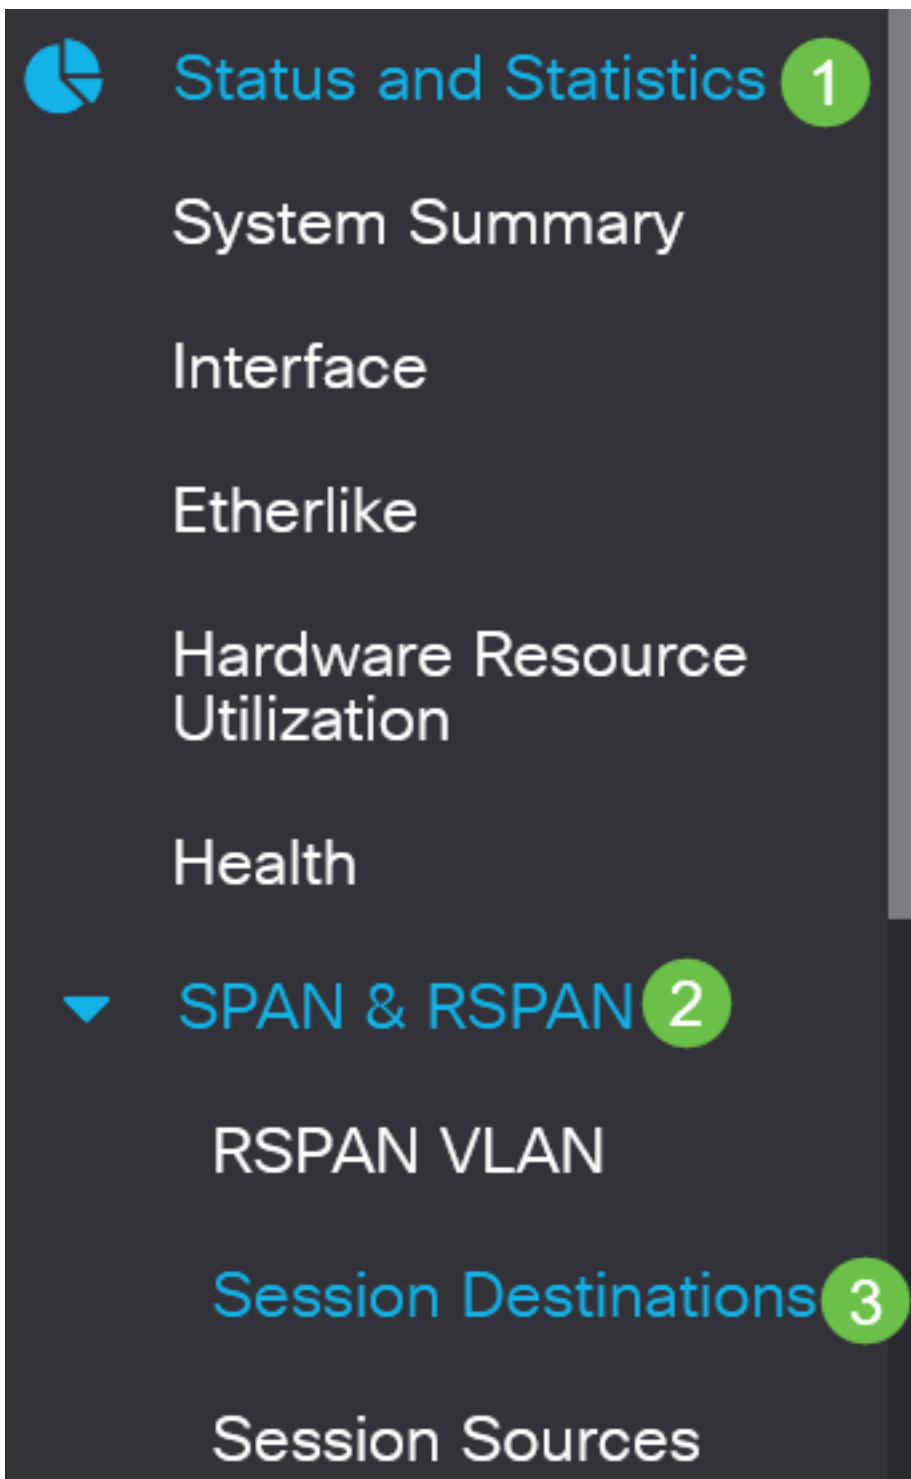 Status and Statistics 1
System Summary
Interface
Etherlike
Hardware Resource
Utilization
Health
SPAN & RSPAN 2
RSPAN VLAN
Session Destinations 3
Session Sources